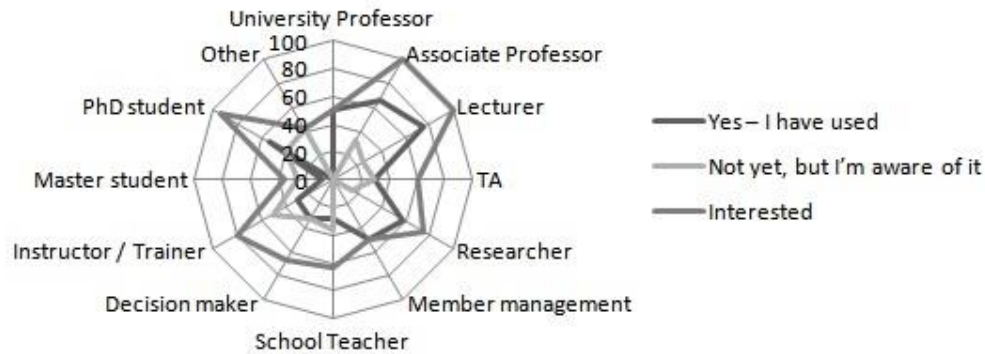 University Professor
100
Other
Associate Professor
80
60
PhD student
Lecturer
40
20
Master student
0
TA
Instructor / Trainer
Researcher
Decision maker
Member management
School Teacher
Yes – I have used
Not yet, but I'm aware of it
Interested